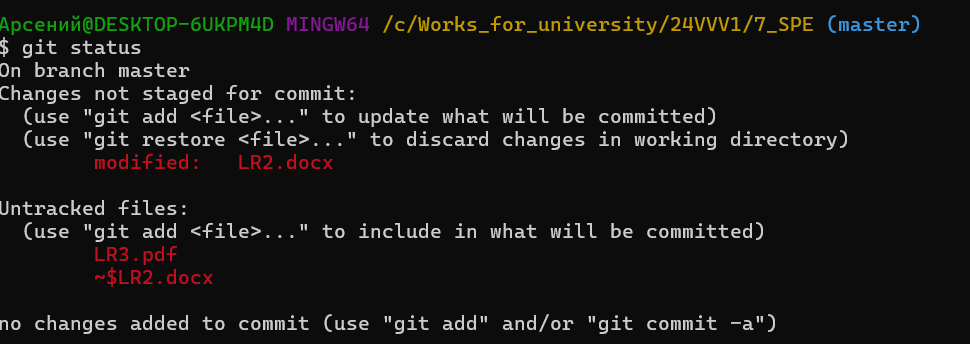 Арсений@DESKTOP-6UKPM4D MINGW64 /c/Works_for_university/24VVV1/7_SPE (master)
$ git status
On branch master
Changes not staged for commit:
  (use "git add <file>..." to update what will be committed)
  (use "git restore <file>..." to discard changes in working directory)
        modified:   LR2.docx

Untracked files:
  (use "git add <file>..." to include in what will be committed)
        LR3.pdf
        ~$LR2.docx

no changes added to commit (use "git add" and/or "git commit -a")